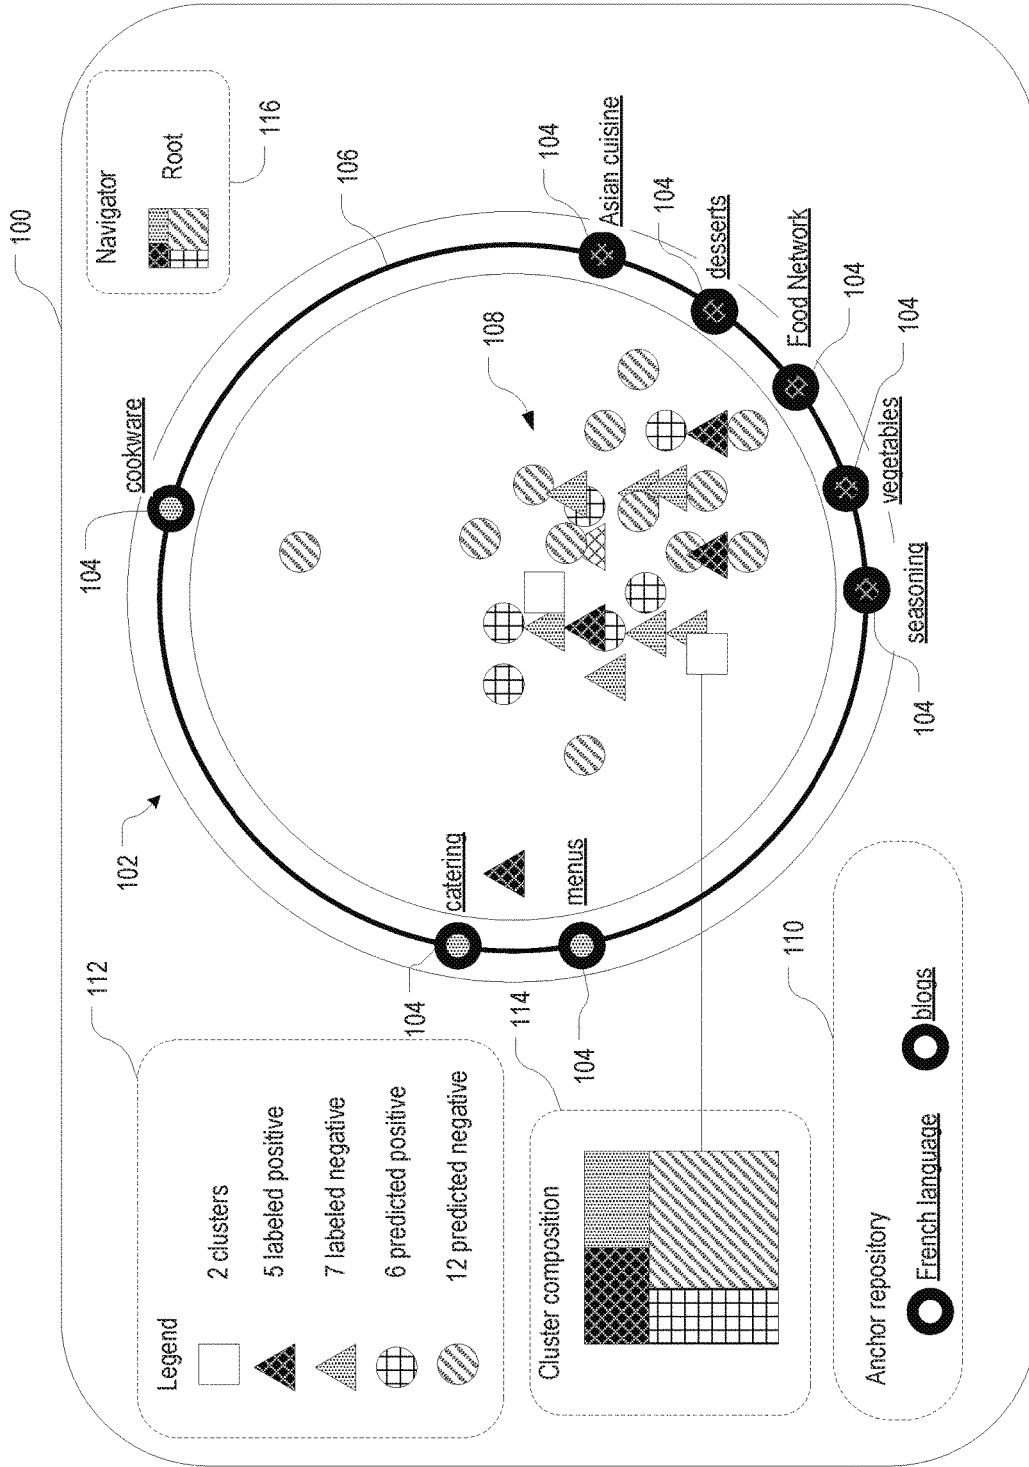 100
112
Legend
2 clusters
5 labeled positive
7 labeled negative
6 predicted positive
12 predicted negative
114
Cluster composition
110
Anchor repository
French language
blogs
102
104
cookware
106
Navigator
Root
116
104
catering
104
menus
108
104
Asian cuisine
104
desserts
Food Network
104
104
vegetables
seasoning
104